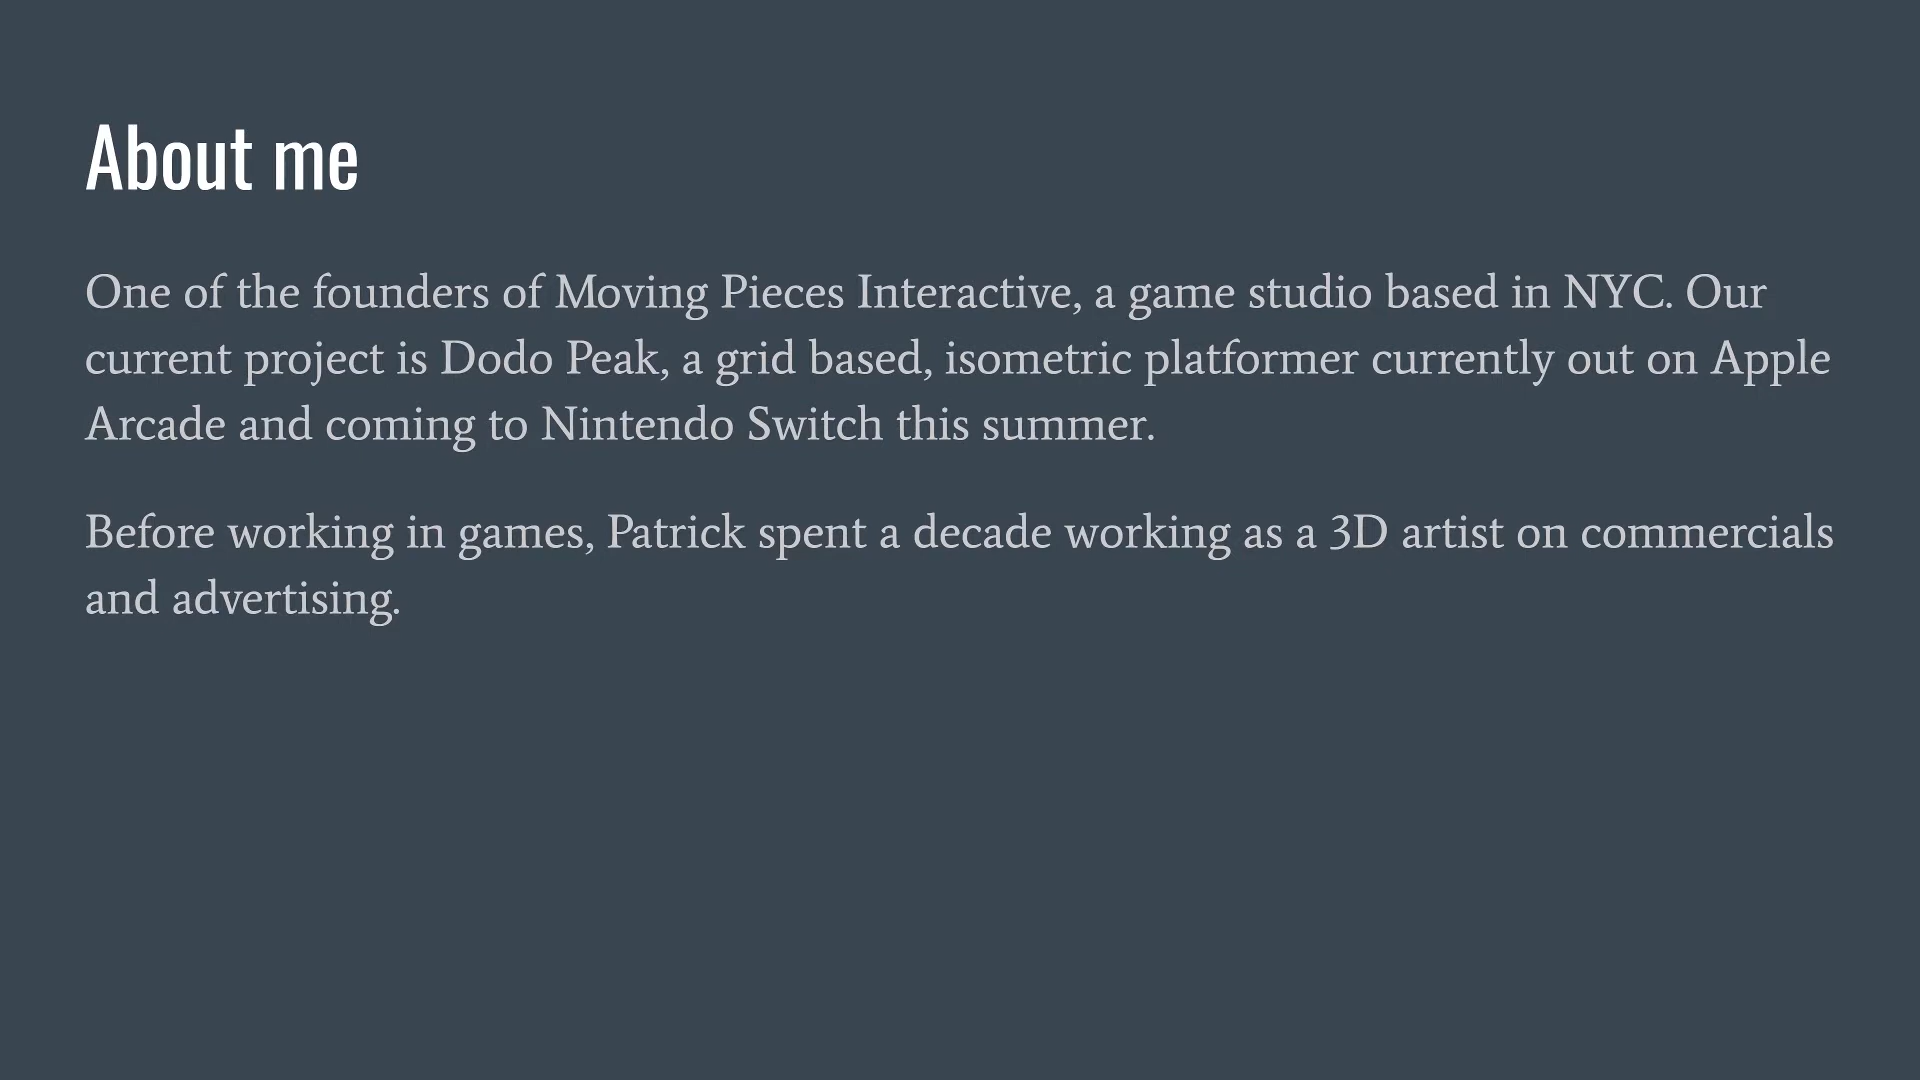 About me
One of the founders of Moving Pieces Interactive, a game studio based in NYC. Our
current project is Dodo Peak, a grid based, isometric platformer currently out on Apple
Arcade and coming to Nintendo Switch this summer.
Before working in games, Patrick spent a decade working as a 3D artist on commercials
and advertising.